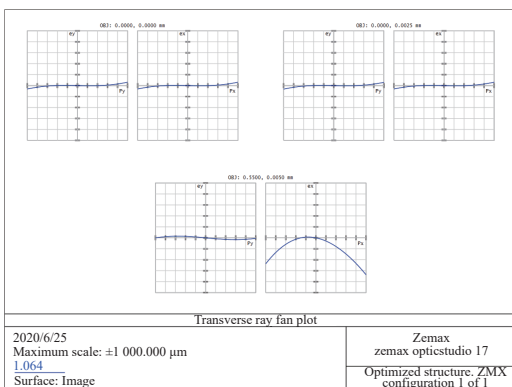 OBJ: 0.0000, 0.0000 mm
OBJ: 0.0000, 0.0025 mm
ey
ex
ey
ex
Py
Px
Py
Px
OBJ: 0.5500, 0.0050 mm
ey
ex
Py
Px
Transverse ray fan plot
2020/6/25
Maximum scale: ±1 000.000 μm
1.064
Surface: Image
Zemax
zemax opticstudio 17
Optimized structure. ZMX
configuration 1 of 1